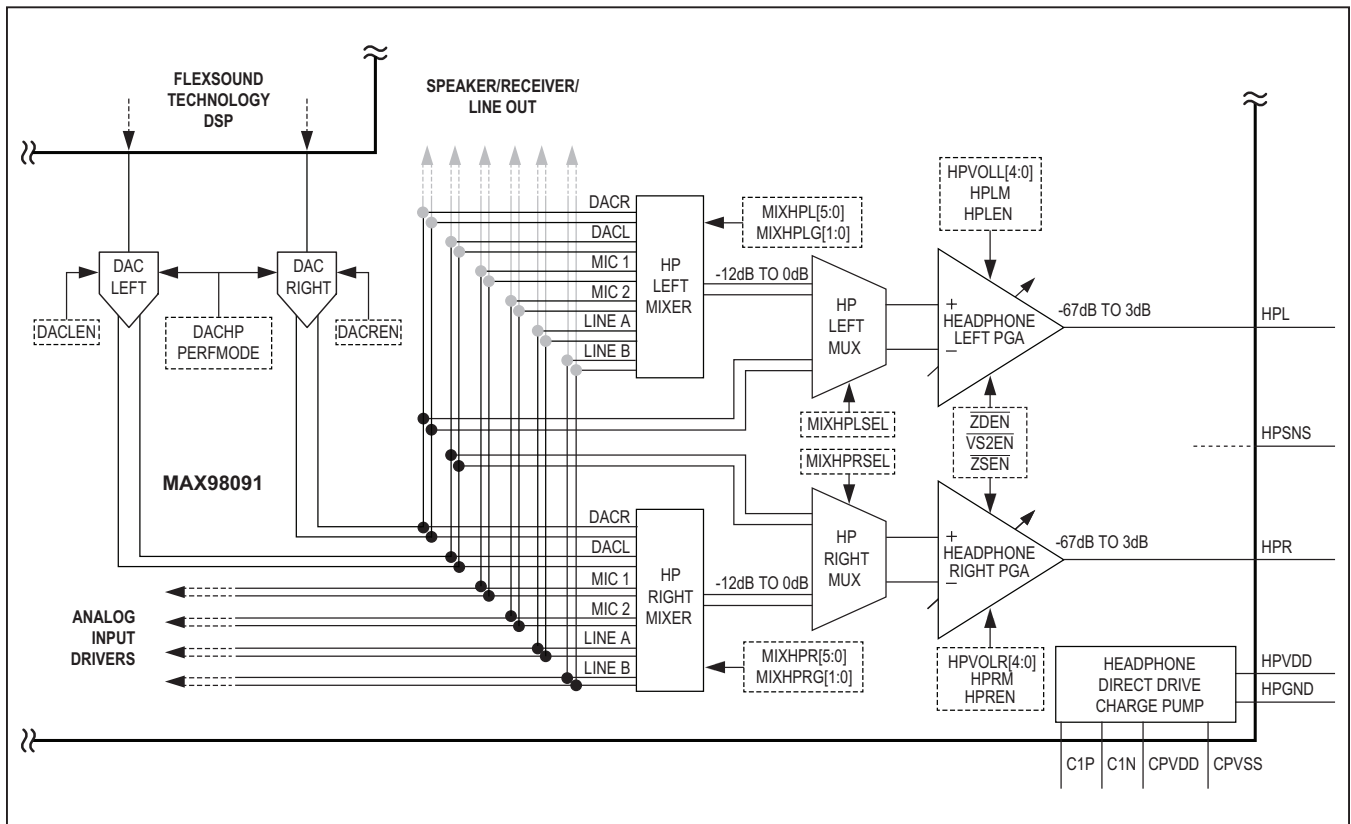 FLEXSOUND
TECHNOLOGY
DSP
SPEAKER/RECEIVER/
LINE OUT
DAC
LEFT
DAC
RIGHT
DACLEN
DACHP
PERFMODE
DACREN
MAX98091
ANALOG
INPUT
DRIVERS
DACR
DACL
MIC 1
MIC 2
LINE A
LINE B
HP
LEFT
MIXER
MIXHPL[5:0]
MIXHPLG[1:0]
-12dB TO 0dB
HP
LEFT
MUX
MIXHPLSEL
HPVOLL[4:0]
HPLM
HPLEN
+
HEADPHONE
LEFT PGA
−
-67dB TO 3dB
HPL
ZDEN
VS2EN
ZSEN
HPSNS
MIXHPRSEL
DACR
DACL
MIC 1
MIC 2
LINE A
LINE B
HP
RIGHT
MIXER
-12dB TO 0dB
MIXHPR[5:0]
MIXHPRG[1:0]
HP
RIGHT
MUX
+
HEADPHONE
RIGHT PGA
−
-67dB TO 3dB
HPR
HPVOLR[4:0]
HPRM
HPREN
HEADPHONE
DIRECT DRIVE
CHARGE PUMP
HPVDD
HPGND
C1P
C1N
CPVDD
CPVSS